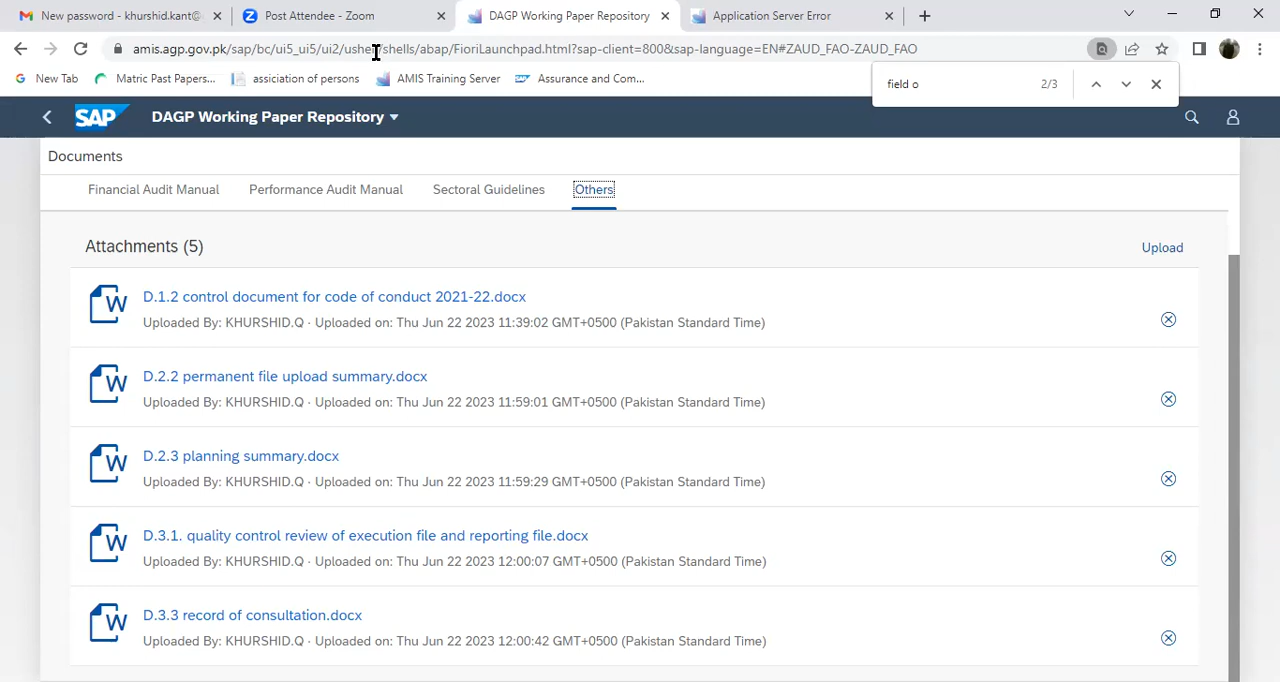 New password - khurshid.kant@
Post Attendee - Zoom
DAGP Working Paper Repository
Application Server Error
amis.agp.gov.pk/sap/bc/ui5_ui5/ui2/ushell/shells/abap/FioriLaunchpad.html?sap-client=800&sap-language=EN#ZAUD_FAO-ZAUD_FAO
New Tab
Matric Past Papers...
assiciation of persons
AMIS Training Server
Assurance and Com...
field o
2/3
SAP
DAGP Working Paper Repository
Documents
Financial Audit Manual
Performance Audit Manual
Sectoral Guidelines
Others
Attachments (5)
Upload
W
D.1.2 control document for code of conduct 2021-22.docx
Uploaded By: KHURSHID.Q · Uploaded on: Thu Jun 22 2023 11:39:02 GMT+0500 (Pakistan Standard Time)
W
D.2.2 permanent file upload summary.docx
Uploaded By: KHURSHID.Q · Uploaded on: Thu Jun 22 2023 11:59:01 GMT+0500 (Pakistan Standard Time)
W
D.2.3 planning summary.docx
Uploaded By: KHURSHID.Q · Uploaded on: Thu Jun 22 2023 11:59:29 GMT+0500 (Pakistan Standard Time)
W
D.3.1. quality control review of execution file and reporting file.docx
Uploaded By: KHURSHID.Q · Uploaded on: Thu Jun 22 2023 12:00:07 GMT+0500 (Pakistan Standard Time)
W
D.3.3 record of consultation.docx
Uploaded By: KHURSHID.Q · Uploaded on: Thu Jun 22 2023 12:00:42 GMT+0500 (Pakistan Standard Time)